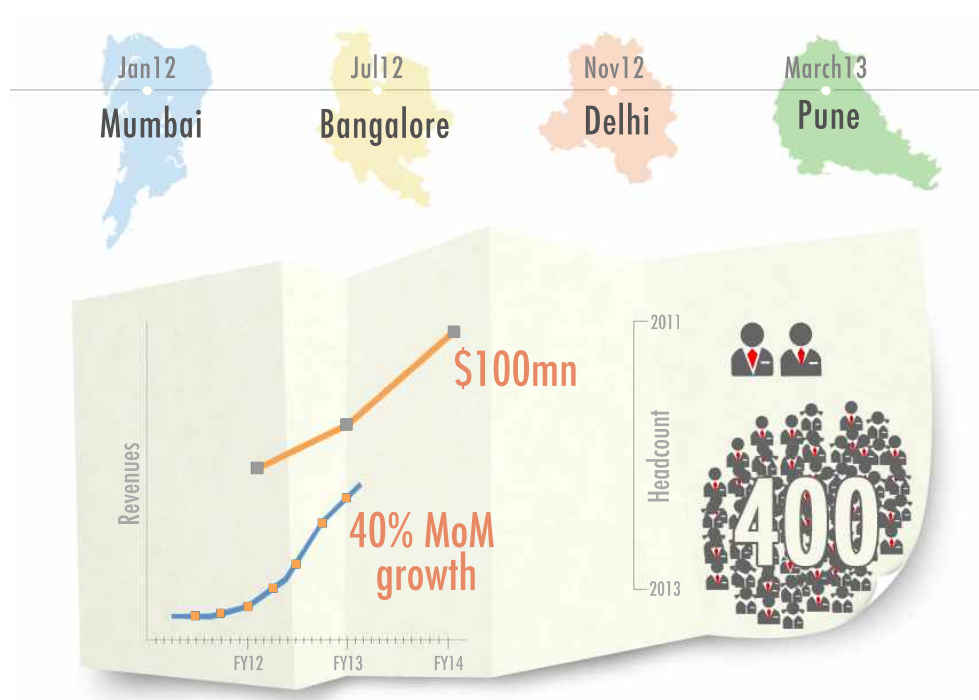 Jan12
Jul12
Nov12
March13
Mumbai
Bangalore
Delhi
Pune
Revenues
$100mn
40% MoM
growth
FY12
FY13
FY14
Headcount
2011
400
2013